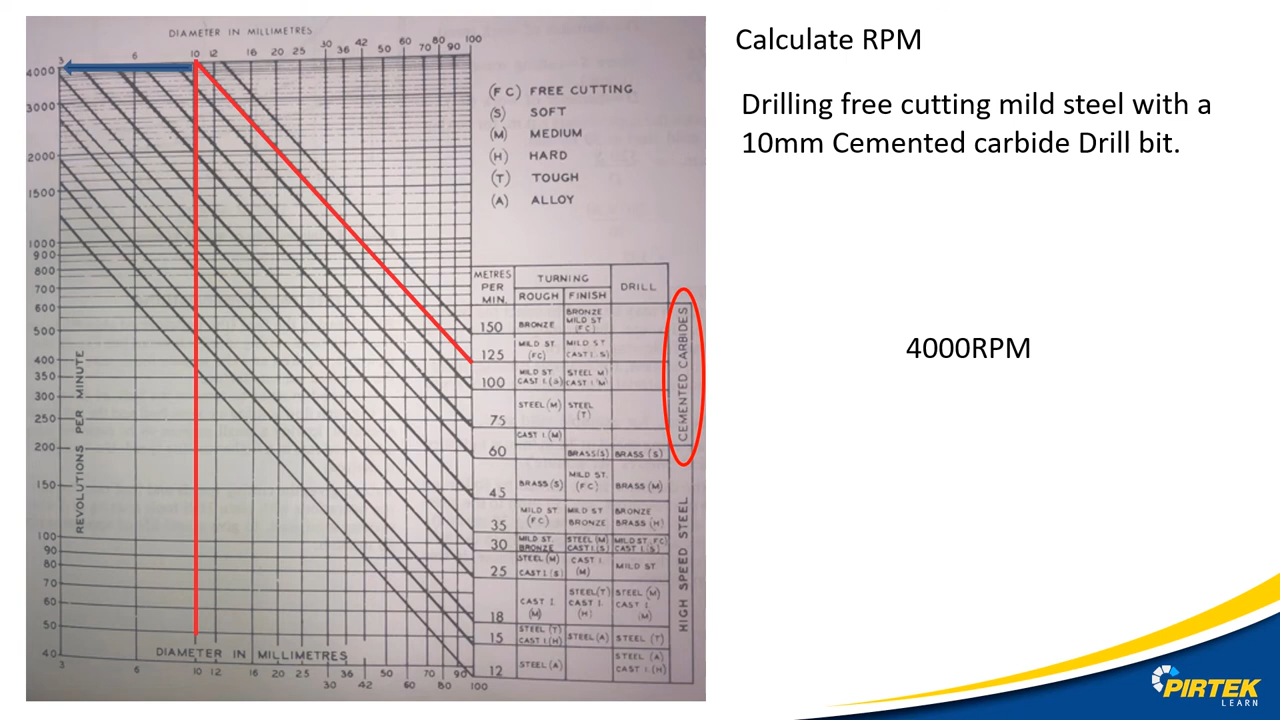 Calculate RPM
Drilling free cutting mild steel with a
10mm Cemented carbide Drill bit.
4000RPM
DIAMETER IN MILLIMETRES
3 6 10 12 16 20 25 30 36 42 50 60 70 80 90 100
4000
3000
2000
1500
1000
900
800
700
600
500
400
350
300
250
200
150
100
90
80
70
60
50
40
REVOLUTIONS PER MINUTE
(FC) FREE CUTTING
(S) SOFT
(M) MEDIUM
(H) HARD
(T) TOUGH
(A) ALLOY
METRES PER MIN. TURNING DRILL
ROUGH FINISH
150 BRONZE BRONZE MILD ST (FC)
125 MILD ST. (FC) MILD ST CAST I. (S)
100 MILD ST CAST I. (S) STEEL (M) CAST I. (M)
75 STEEL (M) STEEL (T)
CAST I. (M)
60 BRASS (S) BRASS (S)
45 BRASS (S) MILD ST. (FC) BRASS (M)
35 MILD ST (FC) MILD ST BRONZE BRONZE BRASS (H)
30 MILD ST. BRONZE STEEL (M) CAST I. (S) MILD ST. (FC) CAST I. (S)
25 STEEL (M) CAST I. (S) CAST I. (M) MILD ST
18 CAST I. (M) STEEL (T) CAST I. (H) STEEL (M) CAST I. (M)
15 STEEL (T) CAST I. (H) STEEL (A) STEEL (T)
12 STEEL (A) STEEL (A) CAST I. (H)
CEMENTED CARBIDES
HIGH SPEED STEEL
DIAMETER IN MILLIMETRES
3 6 10 12 16 20 25 30 36 42 50 60 70 80 90 100
PIRTEK
LEARN